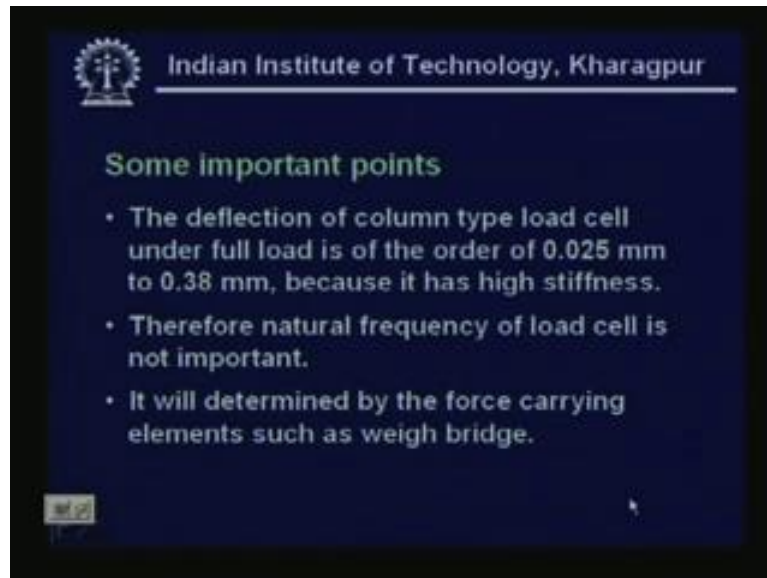 Indian Institute of Technology, Kharagpur
Some important points
• The deflection of column type load cell
under full load is of the order of 0.025 mm
to 0.38 mm, because it has high stiffness.
• Therefore natural frequency of load cell is
not important.
• It will determined by the force carrying
elements such as weigh bridge.